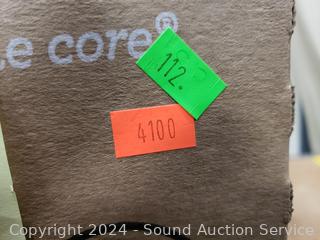 e core®
112.
4100
Copyright 2024 - Sound Auction Service